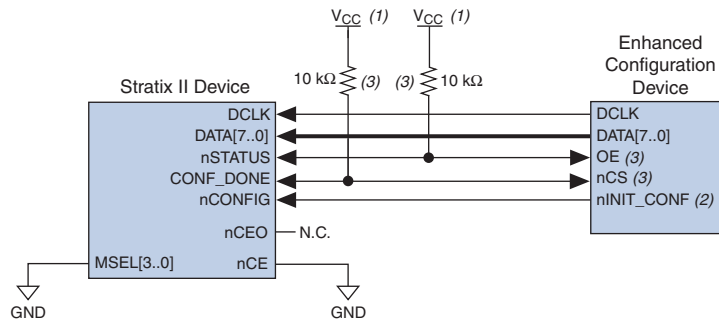 VCC (1) VCC (1)
Enhanced
Configuration
Device
Stratix II Device
10 kΩ (3) (3) 10 kΩ
DCLK DCLK
DATA[7..0] DATA[7..0]
nSTATUS OE (3)
CONF_DONE nCS (3)
nCONFIG nINIT_CONF (2)
nCEO N.C.
MSEL[3..0] nCE
GND GND